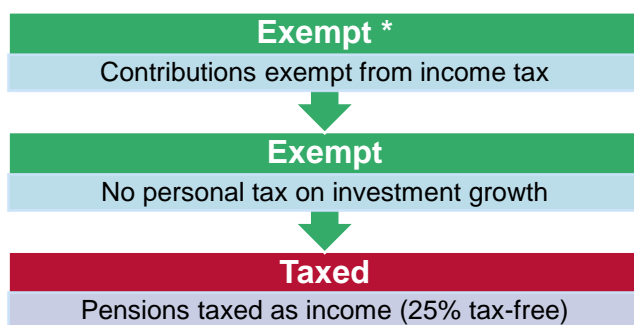 Exempt *
Contributions exempt from income tax
Exempt
No personal tax on investment growth
Taxed
Pensions taxed as income (25% tax-free)